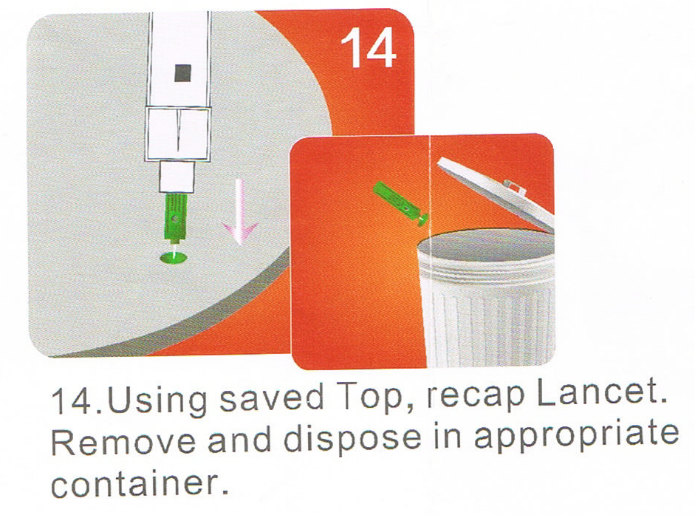 14
14.Using saved Top, recap Lancet.
Remove and dispose in appropriate
container.